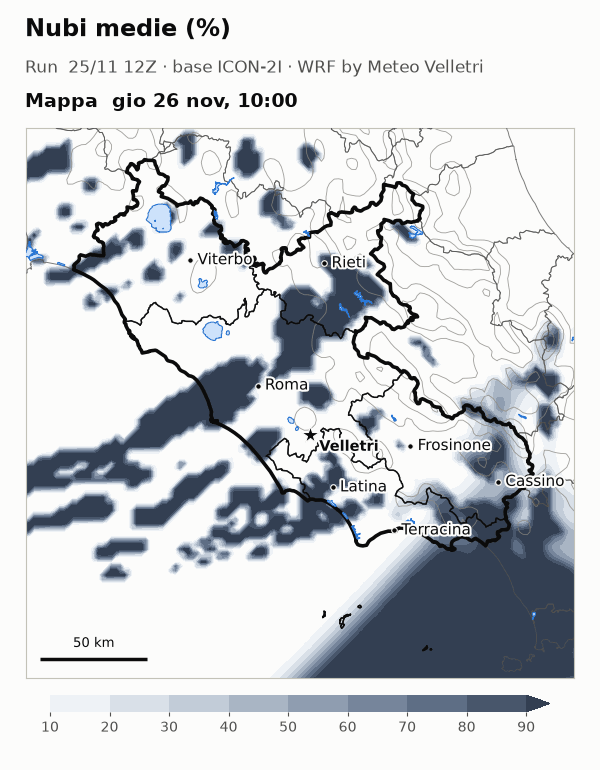 Nubi medie (%)
Run  25/11 12Z · base ICON-2I · WRF by Meteo Velletri
Mappa  gio 26 nov, 10:00
Viterbo
Rieti
Roma
Velletri
Frosinone
Cassino
Latina
Terracina
50 km
10 20 30 40 50 60 70 80 90